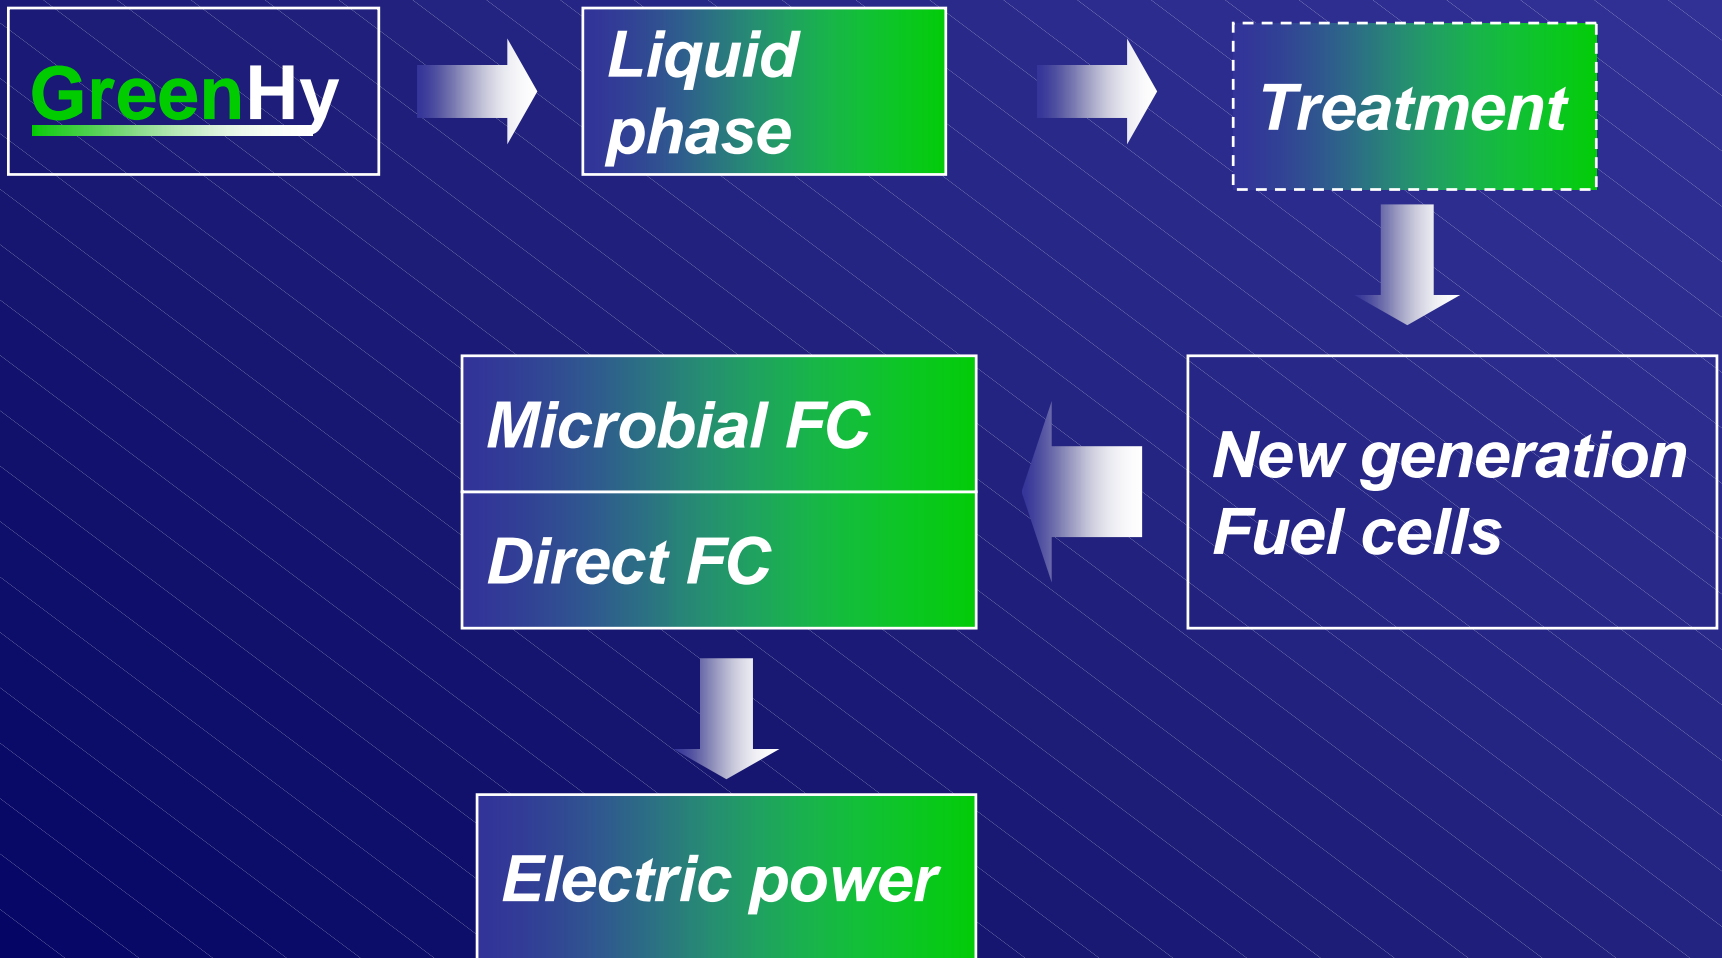 GreenHy
Liquid
phase
Treatment
New generation
Fuel cells
Microbial FC
Direct FC
Electric power